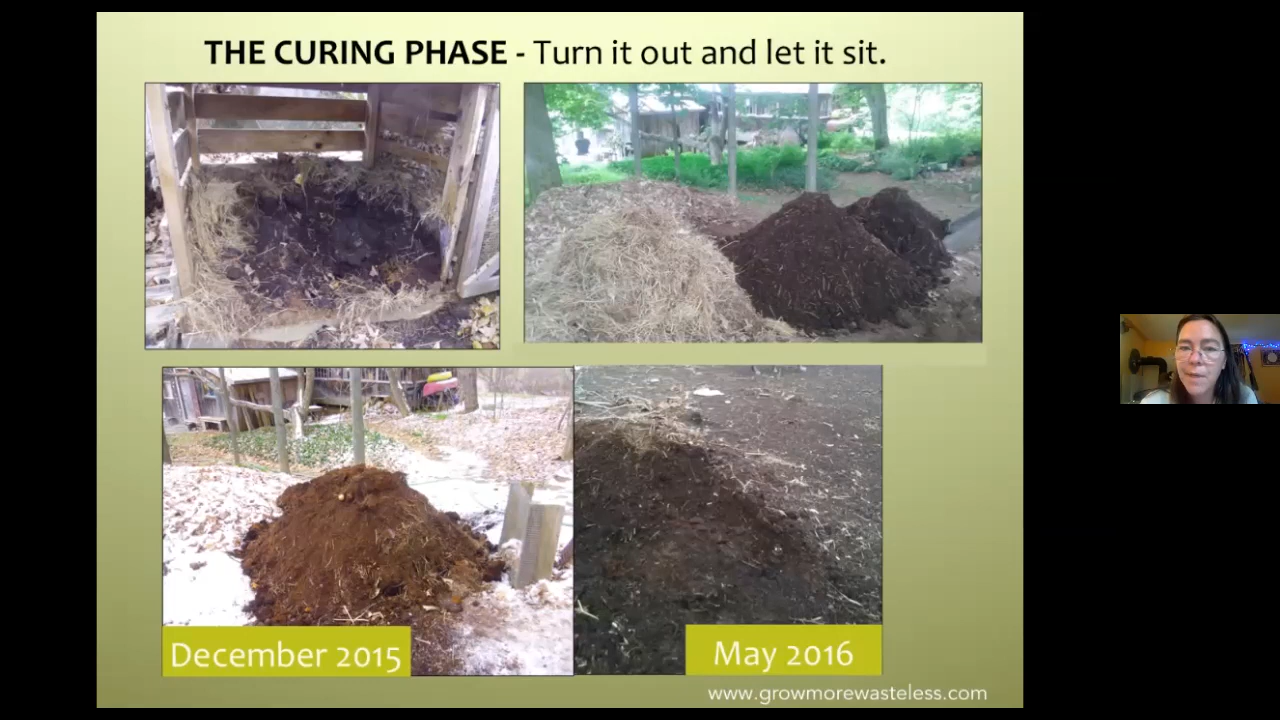 THE CURING PHASE - Turn it out and let it sit.
December 2015
May 2016
www.growmorewasteless.com